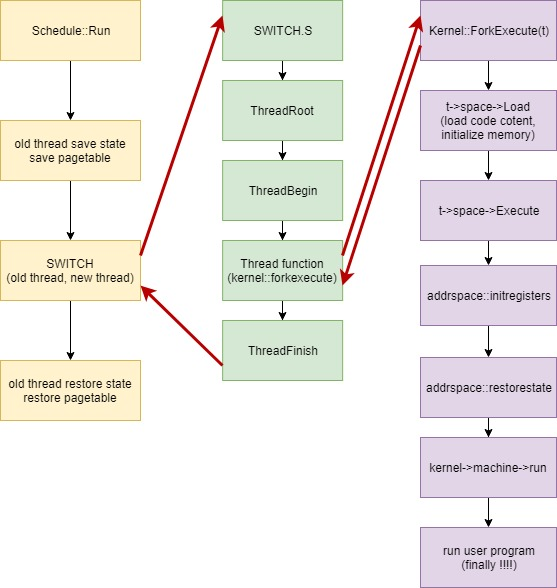 Schedule::Run
old thread save state
save pagetable
SWITCH
(old thread, new thread)
old thread restore state
restore pagetable
SWITCH.S
ThreadRoot
ThreadBegin
Thread function
(kernel::forkexecute)
ThreadFinish
Kernel::ForkExecute(t)
t->space->Load
(load code cotent,
initialize memory)
t->space->Execute
addrspace::initregisters
addrspace::restorestate
kernel->machine->run
run user program
(finally !!!!)